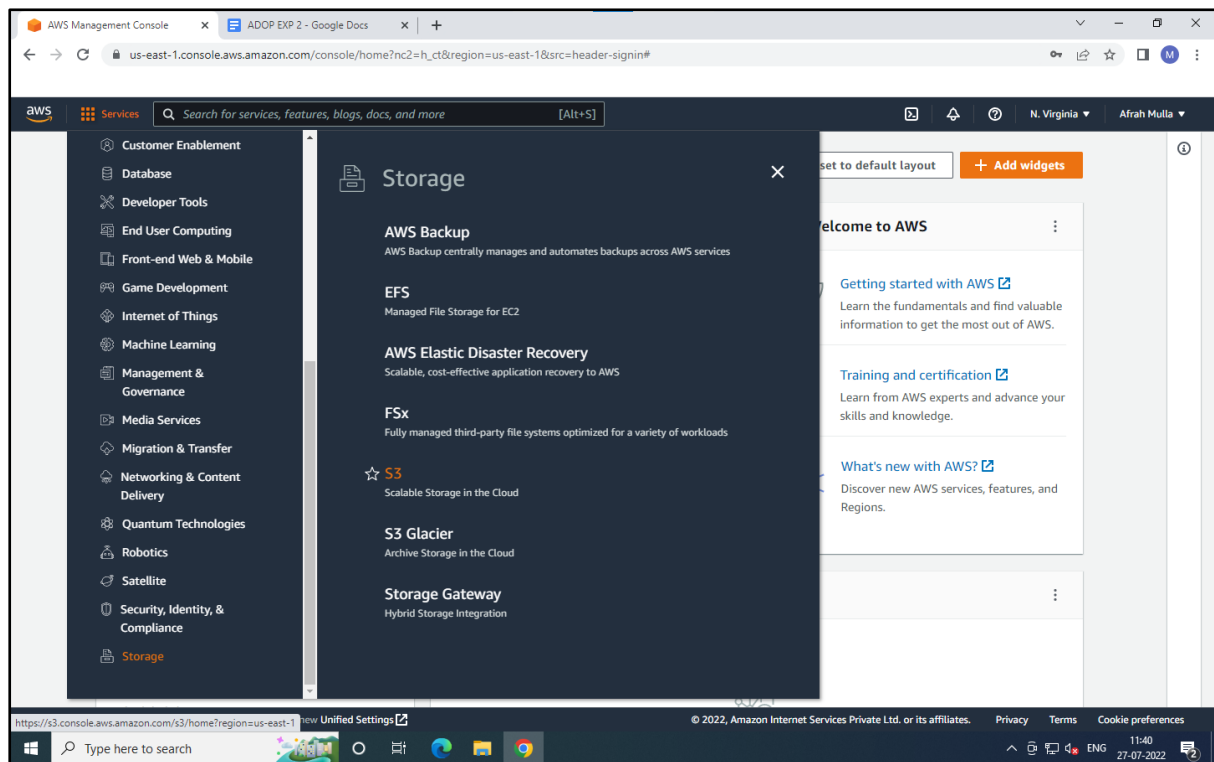 AWS Management Console
ADOP EXP 2 - Google Docs
us-east-1.console.aws.amazon.com/console/home?nc2=h_ct&region=us-east-1&src=header-signin#
M
aws
Services
Search for services, features, blogs, docs, and more [Alt+S]
N. Virginia
Afrah Mulla
Customer Enablement
Database
Developer Tools
End User Computing
Front-end Web & Mobile
Game Development
Internet of Things
Machine Learning
Management &
Governance
Media Services
Migration & Transfer
Networking & Content
Delivery
Quantum Technologies
Robotics
Satellite
Security, Identity, &
Compliance
Storage
Storage
AWS Backup
AWS Backup centrally manages and automates backups across AWS services
EFS
Managed File Storage for EC2
AWS Elastic Disaster Recovery
Scalable, cost-effective application recovery to AWS
FSx
Fully managed third-party file systems optimized for a variety of workloads
S3
Scalable Storage in the Cloud
S3 Glacier
Archive Storage in the Cloud
Storage Gateway
Hybrid Storage Integration
set to default layout
+ Add widgets
elcome to AWS
Getting started with AWS
Learn the fundamentals and find valuable
information to get the most out of AWS.
Training and certification
Learn from AWS experts and advance your
skills and knowledge.
What's new with AWS?
Discover new AWS services, features, and
Regions.
https://s3.console.aws.amazon.com/s3/home?region=us-east-1
new Unified Settings
© 2022, Amazon Internet Services Private Ltd. or its affiliates.
Privacy
Terms
Cookie preferences
Type here to search
ENG
11:40
27-07-2022
2